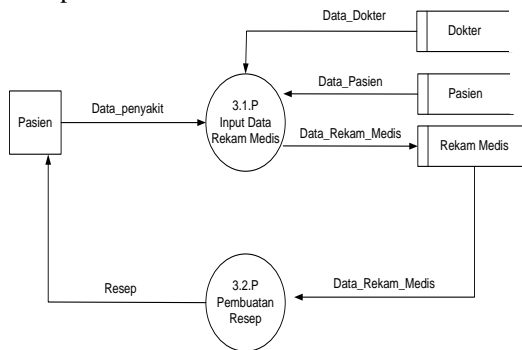 Data_Dokter
Dokter
Data_Pasien
Pasien
Pasien
Data_penyakit
3.1.P
Input Data
Rekam Medis
Data_Rekam_Medis
Rekam Medis
Resep
3.2.P
Pembuatan
Resep
Data_Rekam_Medis